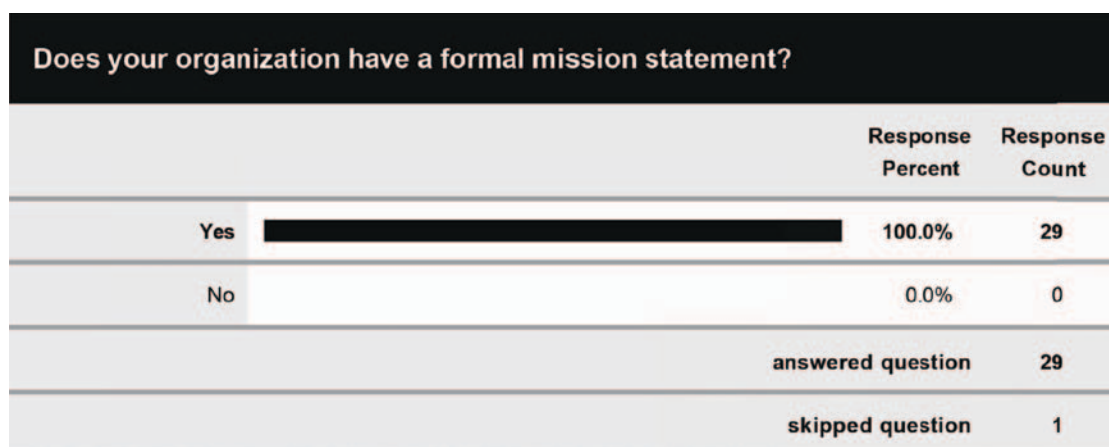 Does your organization have a formal mission statement?
Response Response
Percent Count
Yes 100.0% 29
No 0.0% 0
answered question 29
skipped question 1